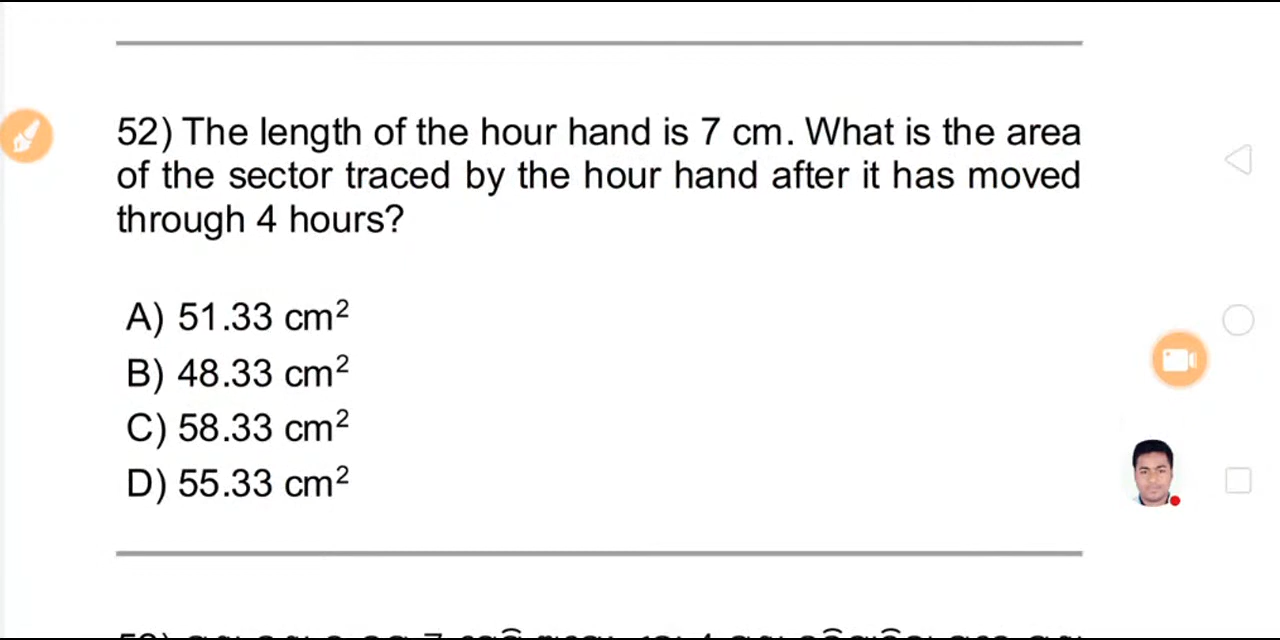 52) The length of the hour hand is 7 cm. What is the area
of the sector traced by the hour hand after it has moved
through 4 hours?
A) 51.33 cm²
B) 48.33 cm²
C) 58.33 cm²
D) 55.33 cm²